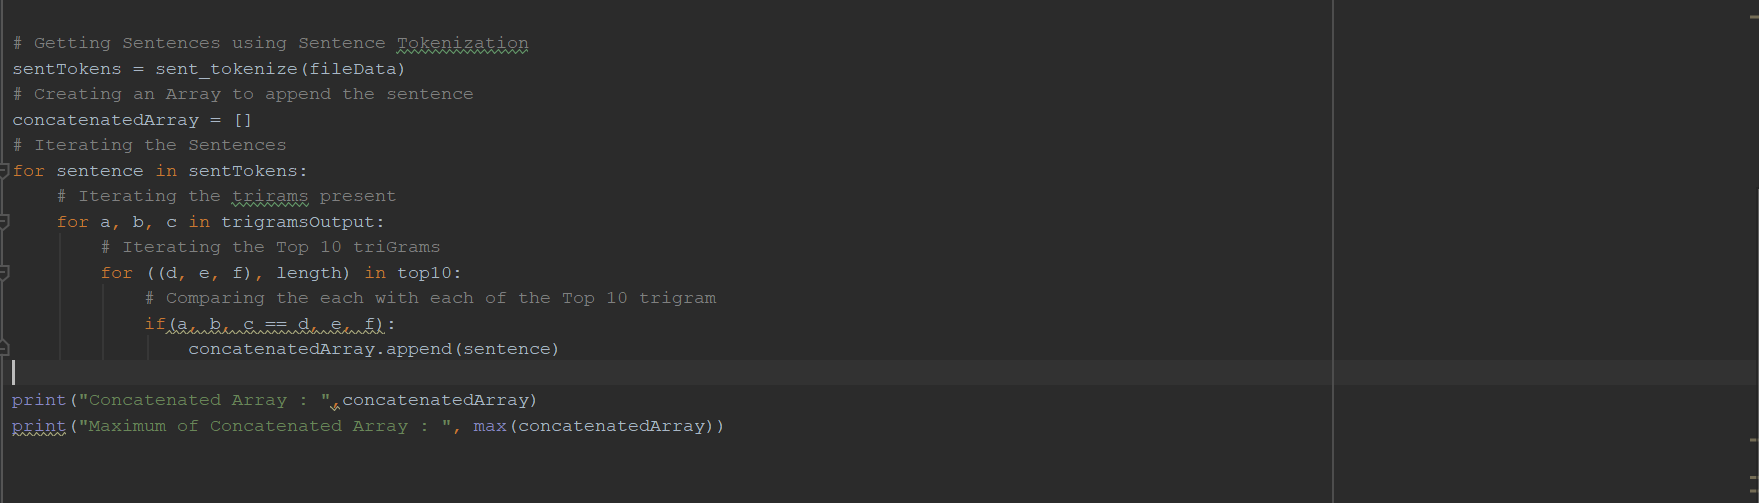 # Getting Sentences using Sentence Tokenization
sentTokens = sent_tokenize(fileData)
# Creating an Array to append the sentence
concatenatedArray = []
# Iterating the Sentences
for sentence in sentTokens:
    # Iterating the trirams present
    for a, b, c in trigramsOutput:
        # Iterating the Top 10 triGrams
        for ((d, e, f), length) in top10:
            # Comparing the each with each of the Top 10 trigram
            if(a, b, c == d, e, f):
                concatenatedArray.append(sentence)
print("Concatenated Array : ",concatenatedArray)
print("Maximum of Concatenated Array : ", max(concatenatedArray))